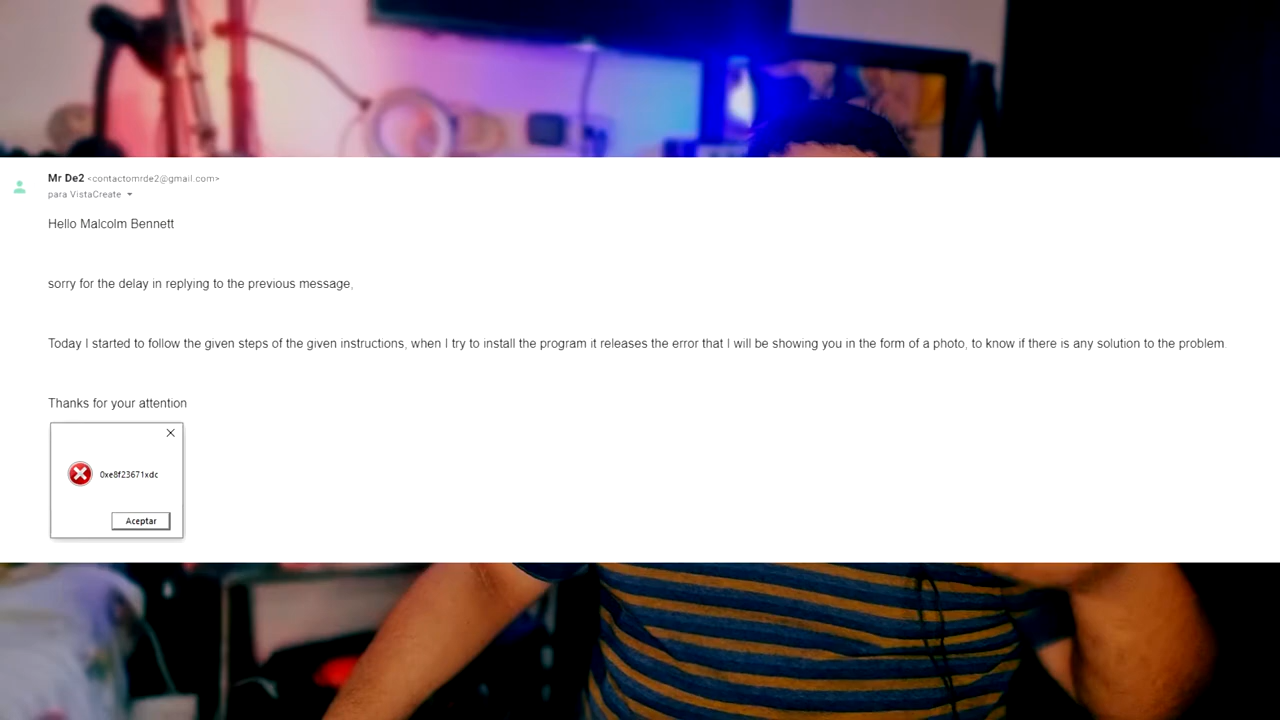 Mr De2 <contactomrde2@gmail.com>
para VistaCreate
Hello Malcolm Bennett
sorry for the delay in replying to the previous message,
Today I started to follow the given steps of the given instructions, when I try to install the program it releases the error that I will be showing you in the form of a photo, to know if there is any solution to the problem.
Thanks for your attention
0xe8f23671xdc
Aceptar